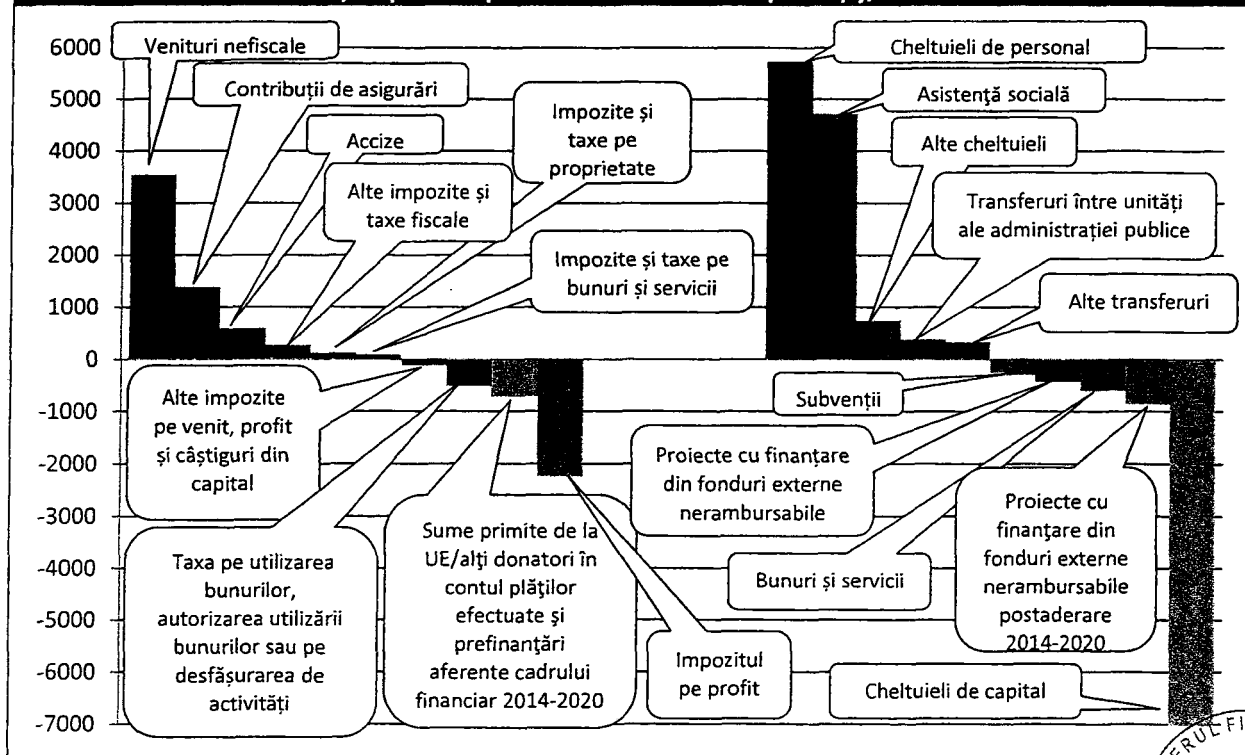 6000
5000
4000
3000
2000
1000
0
-1000
-2000
-3000
-4000
-5000
-6000
-7000
Venituri nefiscale
Contribuții de asigurări
Accize
Alte impozite și
taxe fiscale
Impozite și
taxe pe
proprietate
Impozite și taxe pe
bunuri și servicii
Alte impozite
pe venit, profit
și câștiguri din
capital
Taxa pe utilizarea
bunurilor,
autorizarea utilizării
bunurilor sau pe
desfășurarea de
activități
Sume primite de la
UE/alți donatori în
contul plăților
efectuate și
prefinanțări
aferente cadrului
financiar 2014-2020
Impozitul
pe profit
Cheltuieli de personal
Asistenţă socială
Alte cheltuieli
Transferuri între unități
ale administrației publice
Alte transferuri
Subvenții
Proiecte cu finanțare
din fonduri externe
nerambursabile
Bunuri și servicii
Proiecte cu
finanţare din
fonduri externe
nerambursabile
postaderare
2014-2020
Cheltuieli de capital